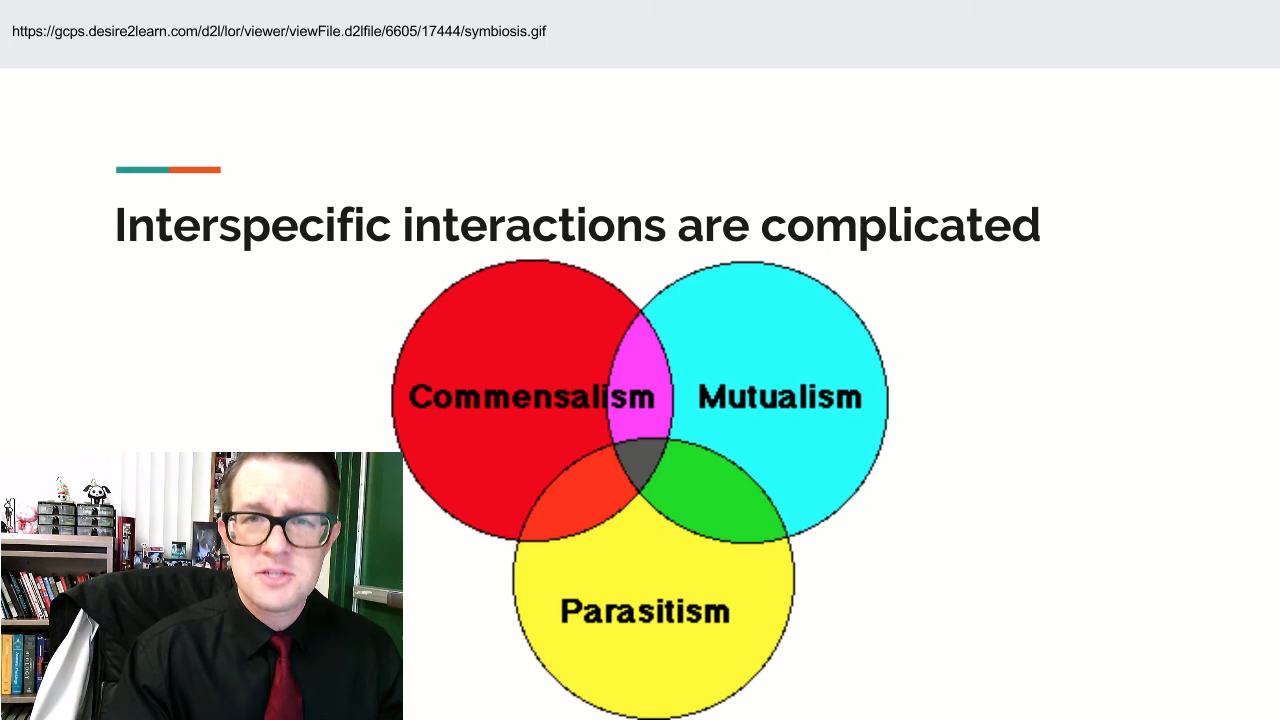 https://gcps.desire2learn.com/d2l/lor/viewer/viewFile.d2lfile/6605/17444/symbiosis.gif
Interspecific interactions are complicated
Commensalism
Mutualism
Parasitism